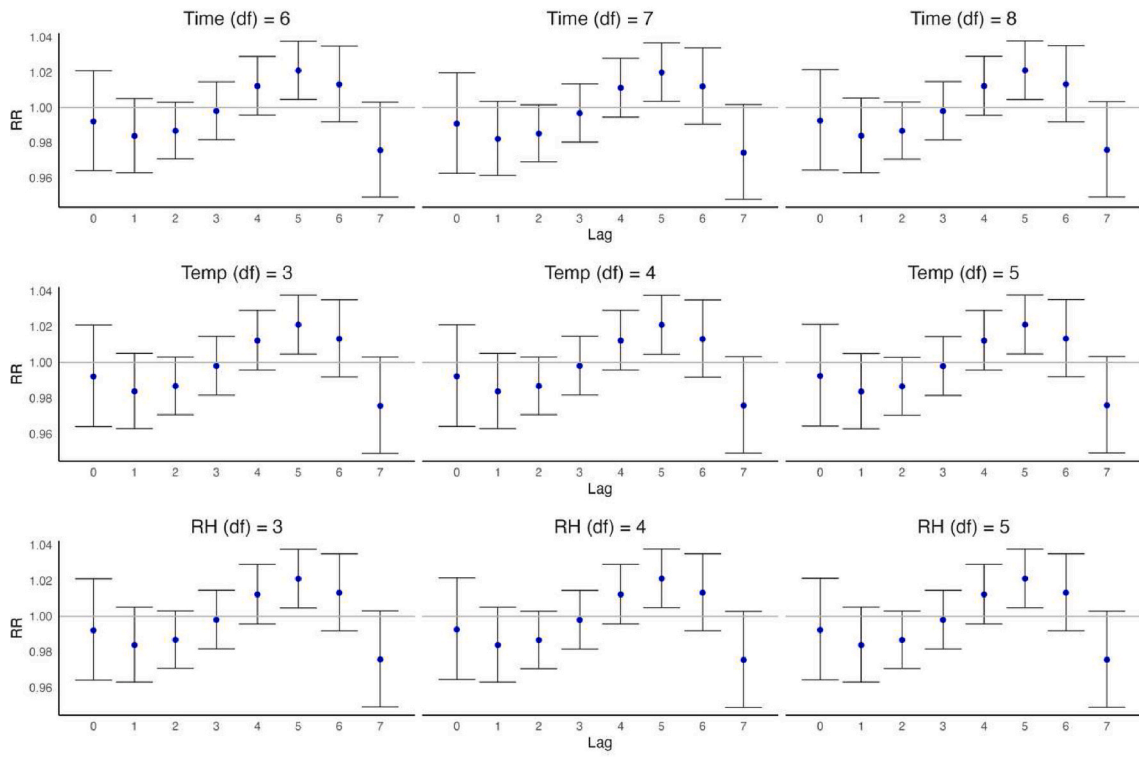 Time (df) = 6 Time (df) = 7 Time (df) = 8
1.04
1.02
1.00
0.98
0.96
RR
0 1 2 3 4 5 6 7 0 1 2 3 4 5 6 7 0 1 2 3 4 5 6 7
Lag
Temp (df) = 3 Temp (df) = 4 Temp (df) = 5
1.04
1.02
1.00
0.98
0.96
RR
0 1 2 3 4 5 6 7 0 1 2 3 4 5 6 7 0 1 2 3 4 5 6 7
Lag
RH (df) = 3 RH (df) = 4 RH (df) = 5
1.04
1.02
1.00
0.98
0.96
RR
0 1 2 3 4 5 6 7 0 1 2 3 4 5 6 7 0 1 2 3 4 5 6 7
Lag